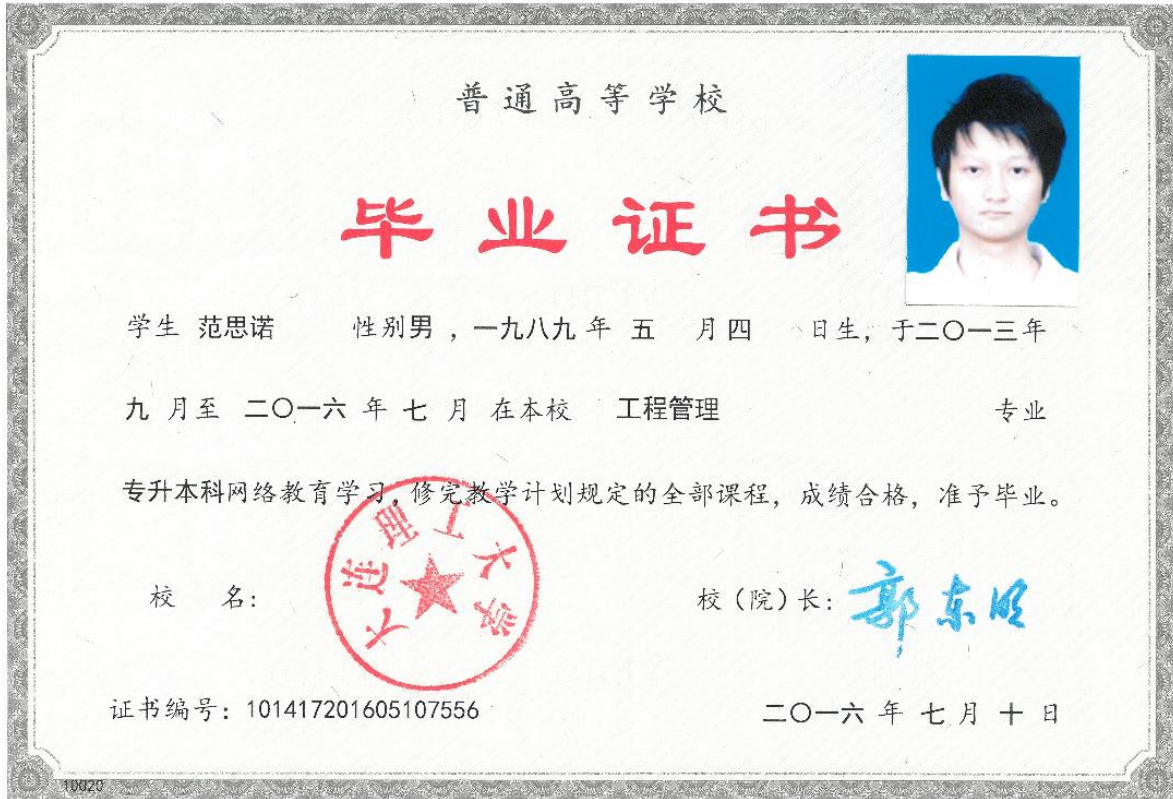 普通高等学校
毕业证书
学生 范思诺 性别男，一九八九年 五 月四 日生，于二〇一三年
九 月至 二〇一六 年 七 月 在本校 工程管理 专业
专升本科网络教育学习，修完教学计划规定的全部课程，成绩合格，准予毕业。
大连理工大学
校 名：
校（院）长：郭东明
证书编号：101417201605107556
二〇一六 年 七 月 十 日
10020